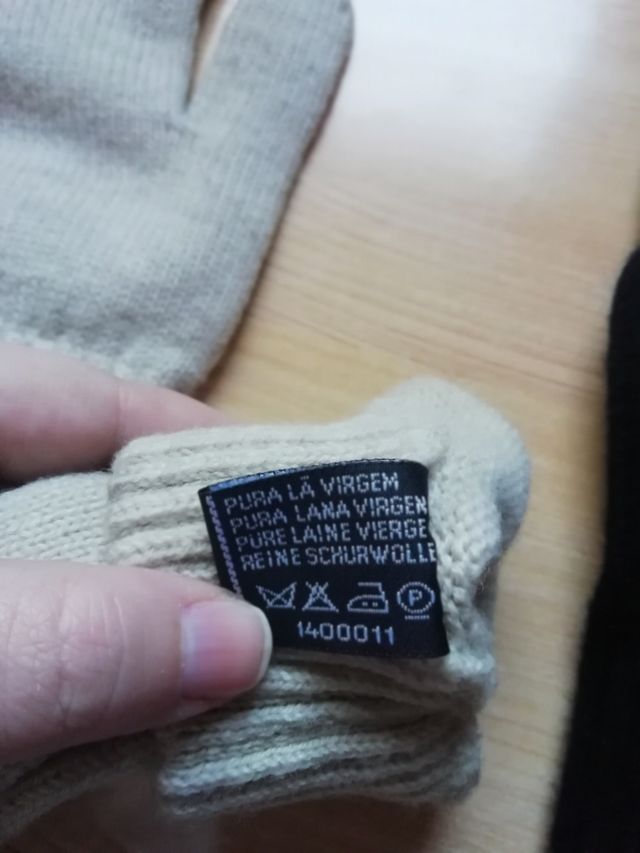 PURA LÃ VIRGEM
PURA LANA VIRGEN
PURE LAINE VIERGE
REINE SCHURWOLLE
P
1400011